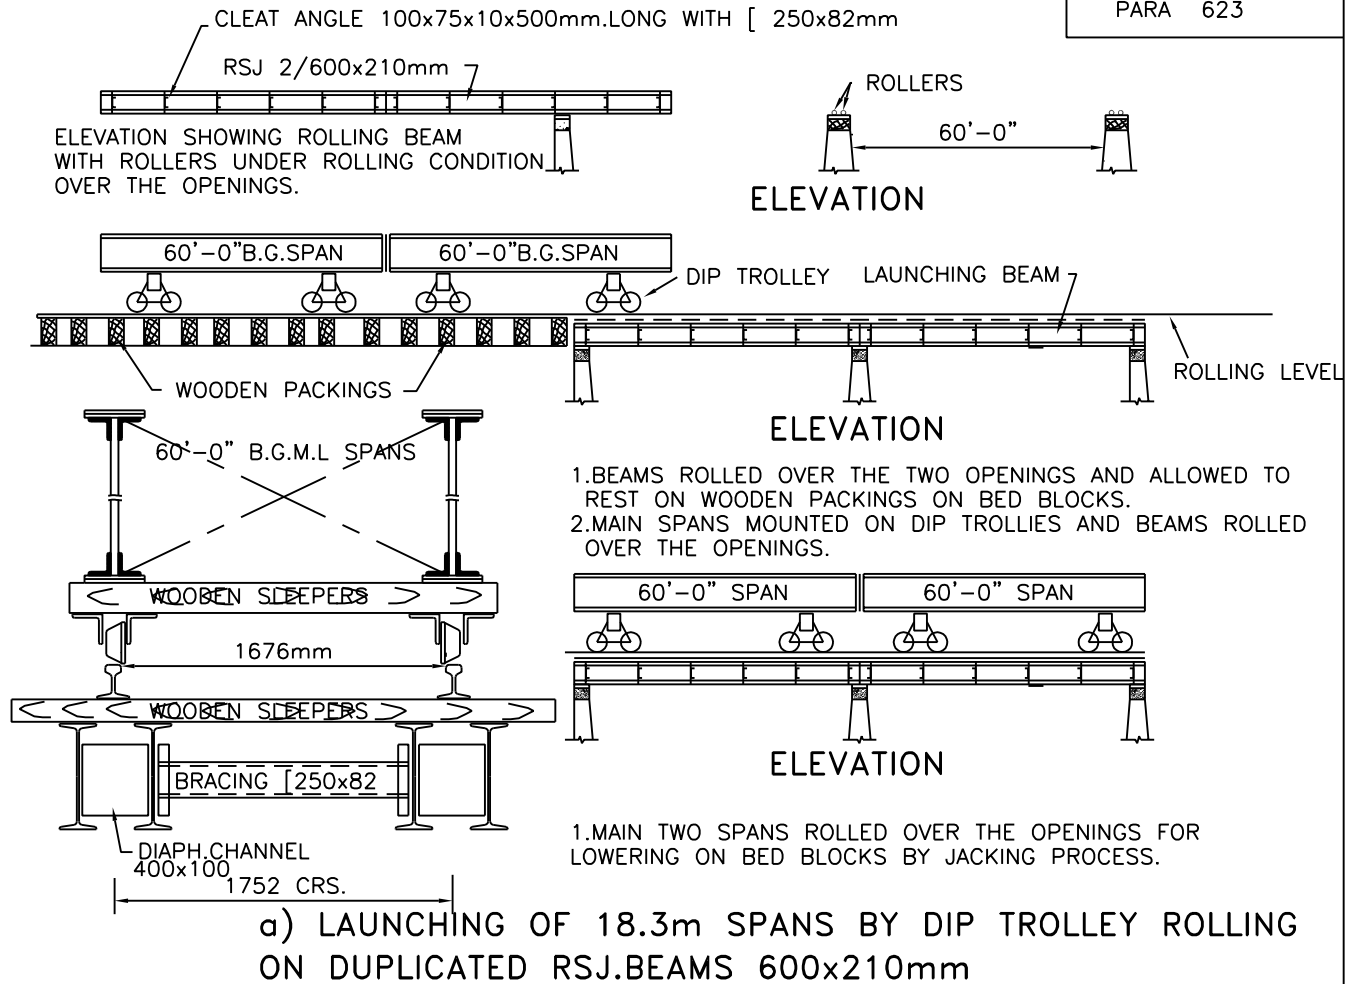 PARA 623
CLEAT ANGLE 100x75x10x500mm.LONG WITH [ 250x82mm
RSJ 2/600x210mm
ROLLERS
60'-0"
ELEVATION SHOWING ROLLING BEAM
WITH ROLLERS UNDER ROLLING CONDITION
OVER THE OPENINGS.
ELEVATION
60'-0"B.G.SPAN
60'-0"B.G.SPAN
DIP TROLLEY
LAUNCHING BEAM
ROLLING LEVEL
WOODEN PACKINGS
ELEVATION
60'-0" B.G.M.L SPANS
1.BEAMS ROLLED OVER THE TWO OPENINGS AND ALLOWED TO
REST ON WOODEN PACKINGS ON BED BLOCKS.
2.MAIN SPANS MOUNTED ON DIP TROLLIES AND BEAMS ROLLED
OVER THE OPENINGS.
WOODEN SLEEPERS
60'-0" SPAN
60'-0" SPAN
1676mm
WOODEN SLEEPERS
BRACING [250x82
ELEVATION
DIAPH.CHANNEL
400x100
1752 CRS.
1.MAIN TWO SPANS ROLLED OVER THE OPENINGS FOR
LOWERING ON BED BLOCKS BY JACKING PROCESS.
a) LAUNCHING OF 18.3m SPANS BY DIP TROLLEY ROLLING
ON DUPLICATED RSJ.BEAMS 600x210mm